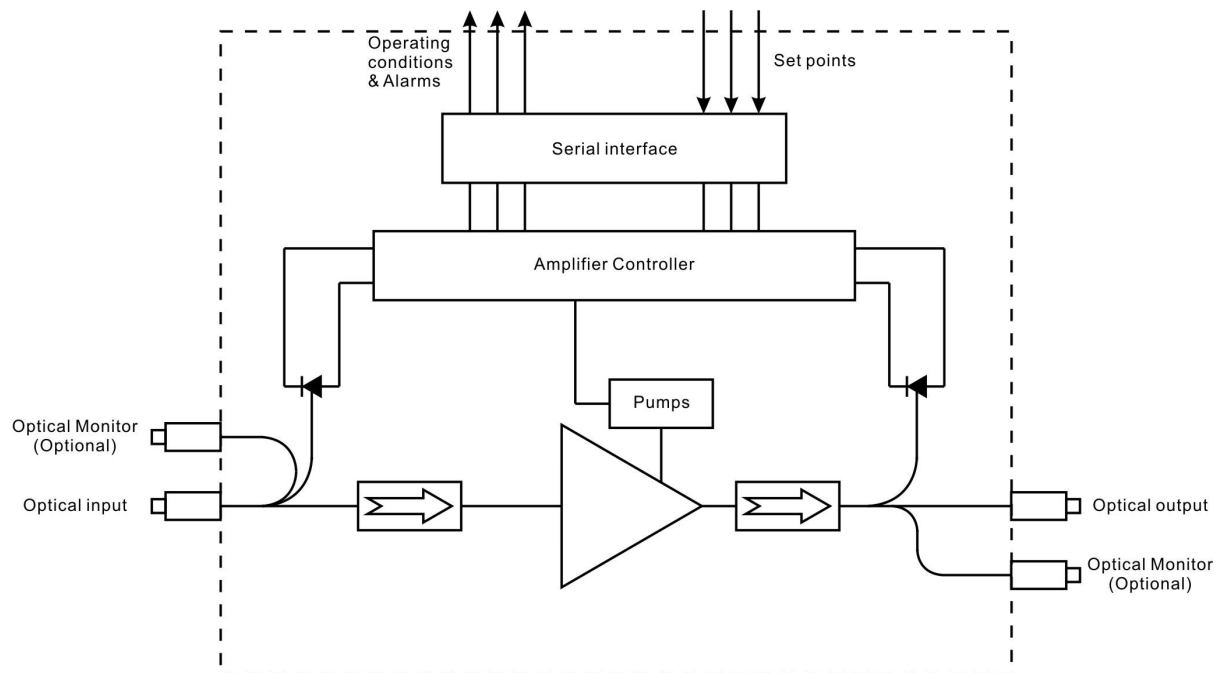 Operating
conditions
& Alarms
Set points
Serial interface
Amplifier Controller
Pumps
Optical Monitor
(Optional)
Optical input
Optical output
Optical Monitor
(Optional)